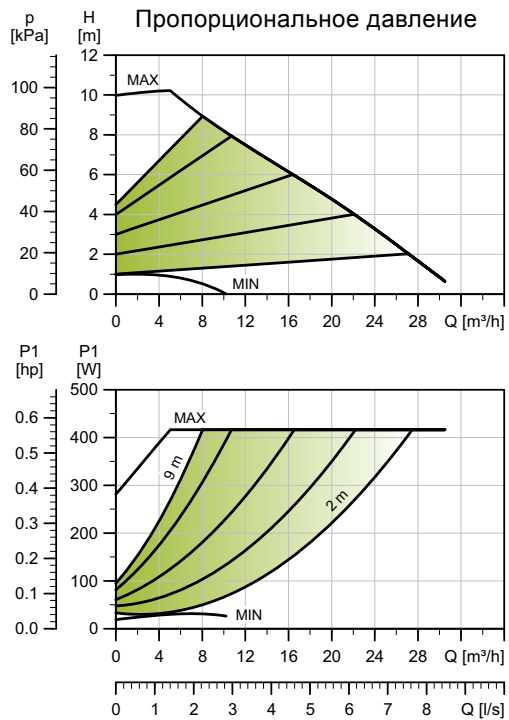 p H Пропорциональное давление
[kPa] [m]
12
MAX
100 10
80 8
60 6
40 4
20 2
MIN
0 0
0 4 8 12 16 20 24 28 Q [m³/h]
P1 P1
[hp] [W]
500
0.6 MAX
400
0.5 9 m
0.4 300
0.3 2 m
200
0.2
0.1 100
MIN
0.0 0
0 4 8 12 16 20 24 28 Q [m³/h]
0 1 2 3 4 5 6 7 8 Q [l/s]